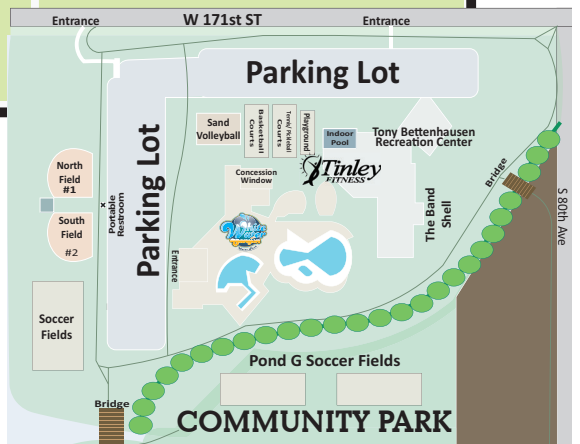 W 171st ST
Entrance
Entrance
Parking Lot
Parking Lot
Sand
Volleyball
Basketball
Courts
Tennis/ Pickleball
Courts
Playground
Indoor
Pool
Tony Bettenhausen
Recreation Center
Tinley
FITNESS
North
Field
#1
South
Field
#2
x
Portable
Restroom
Concession
Window
The Band
Shell
Bridge
S 80th Ave
Entrance
Soccer
Fields
Pond G Soccer Fields
Bridge
COMMUNITY PARK